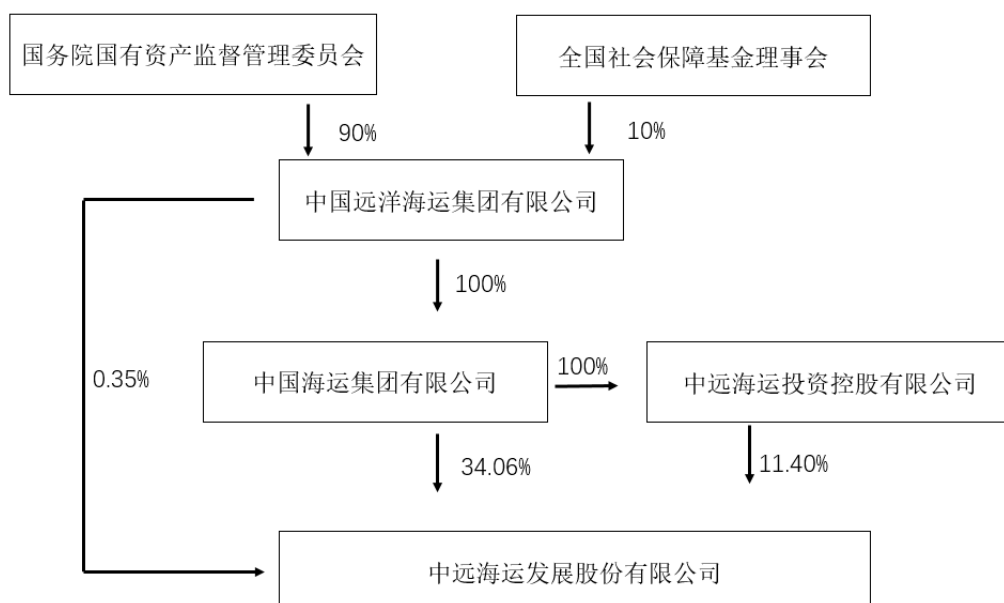 国务院国有资产监督管理委员会
全国社会保障基金理事会
90%
10%
中国远洋海运集团有限公司
100%
0.35%
中国海运集团有限公司
100%
中远海运投资控股有限公司
34.06%
11.40%
中远海运发展股份有限公司